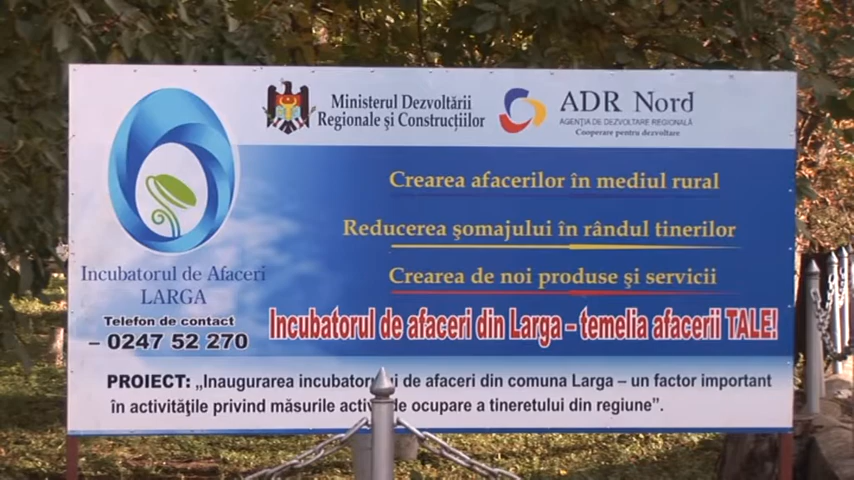 Ministerul Dezvoltării
Regionale şi Construcţiilor
ADR Nord
AGENŢIA DE DEZVOLTARE REGIONALĂ
Cooperare pentru dezvoltare
Crearea afacerilor în mediul rural
Reducerea şomajului în rândul tinerilor
Crearea de noi produse şi servicii
Incubatorul de Afaceri
LARGA
Telefon de contact
– 0247 52 270
Incubatorul de afaceri din Larga – temelia afacerii TALE!
PROIECT: „Inaugurarea incubatorului de afaceri din comuna Larga – un factor important
în activităţile privind măsurile de ocupare a tineretului din regiune”.